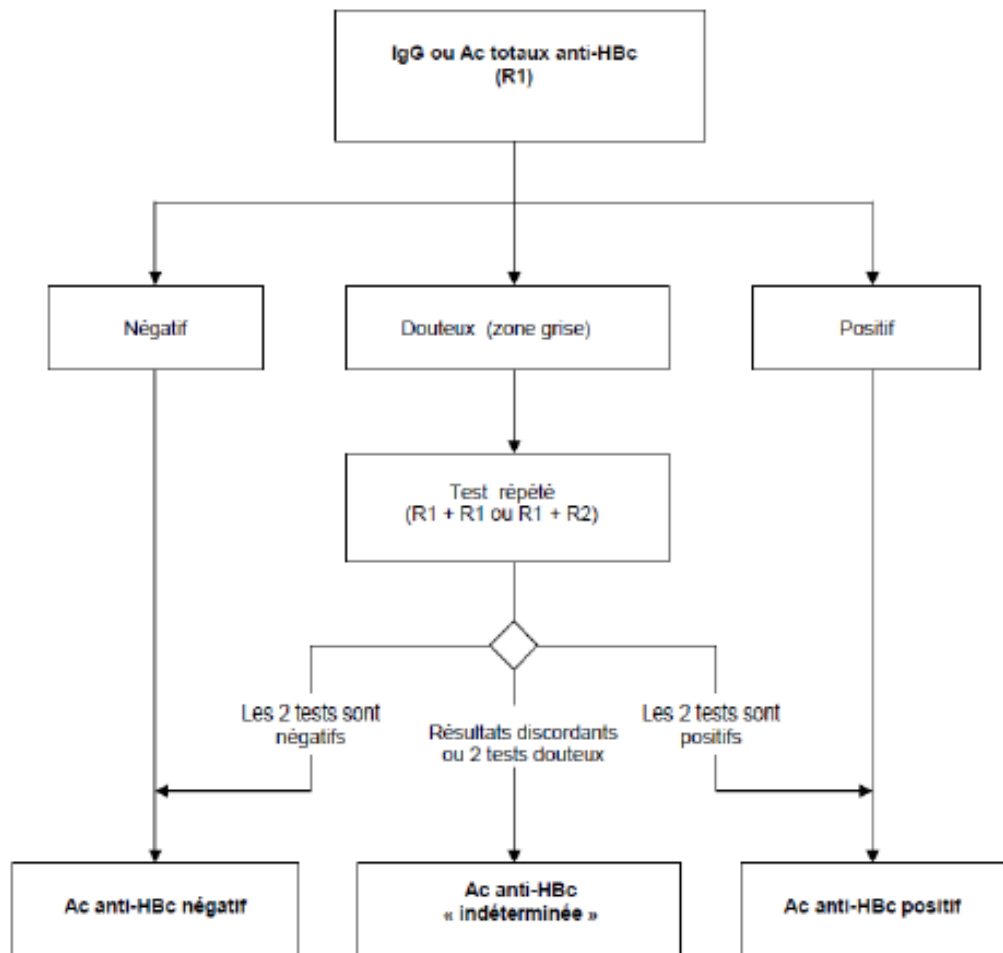 IgG ou Ac totaux anti-HBc
(R1)
Négatif
Douteux (zone grise)
Positif
Test répété
(R1 + R1 ou R1 + R2)
Les 2 tests sont
négatifs
Résultats discordants
ou 2 tests douteux
Les 2 tests sont
positifs
Ac anti-HBc négatif
Ac anti-HBc
« indéterminée »
Ac anti-HBc positif